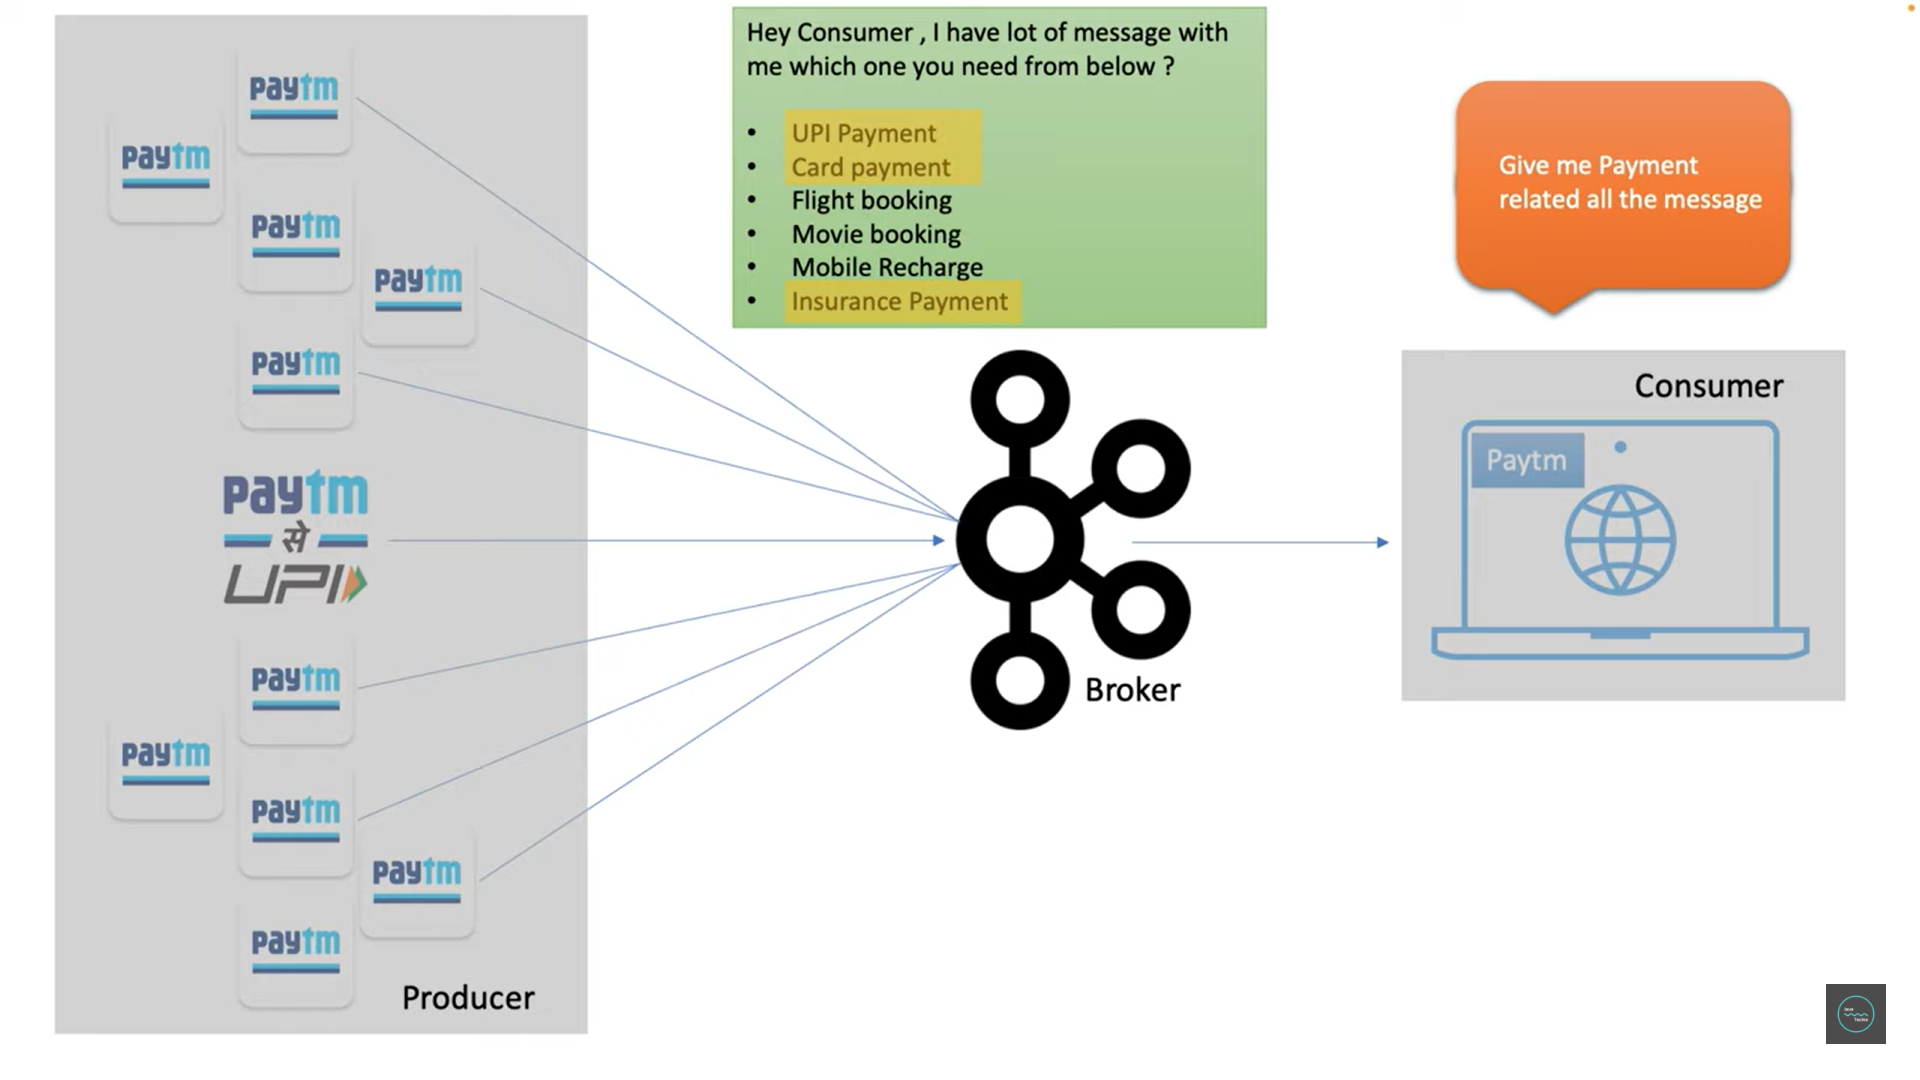 Hey Consumer , I have lot of message with
me which one you need from below ?
• UPI Payment
• Card payment
• Flight booking
• Movie booking
• Mobile Recharge
• Insurance Payment
Give me Payment
related all the message
paytm
paytm
paytm
paytm
paytm
paytm
से
UPI
paytm
paytm
paytm
paytm
paytm
Producer
Broker
Consumer
Paytm
Java
Techie